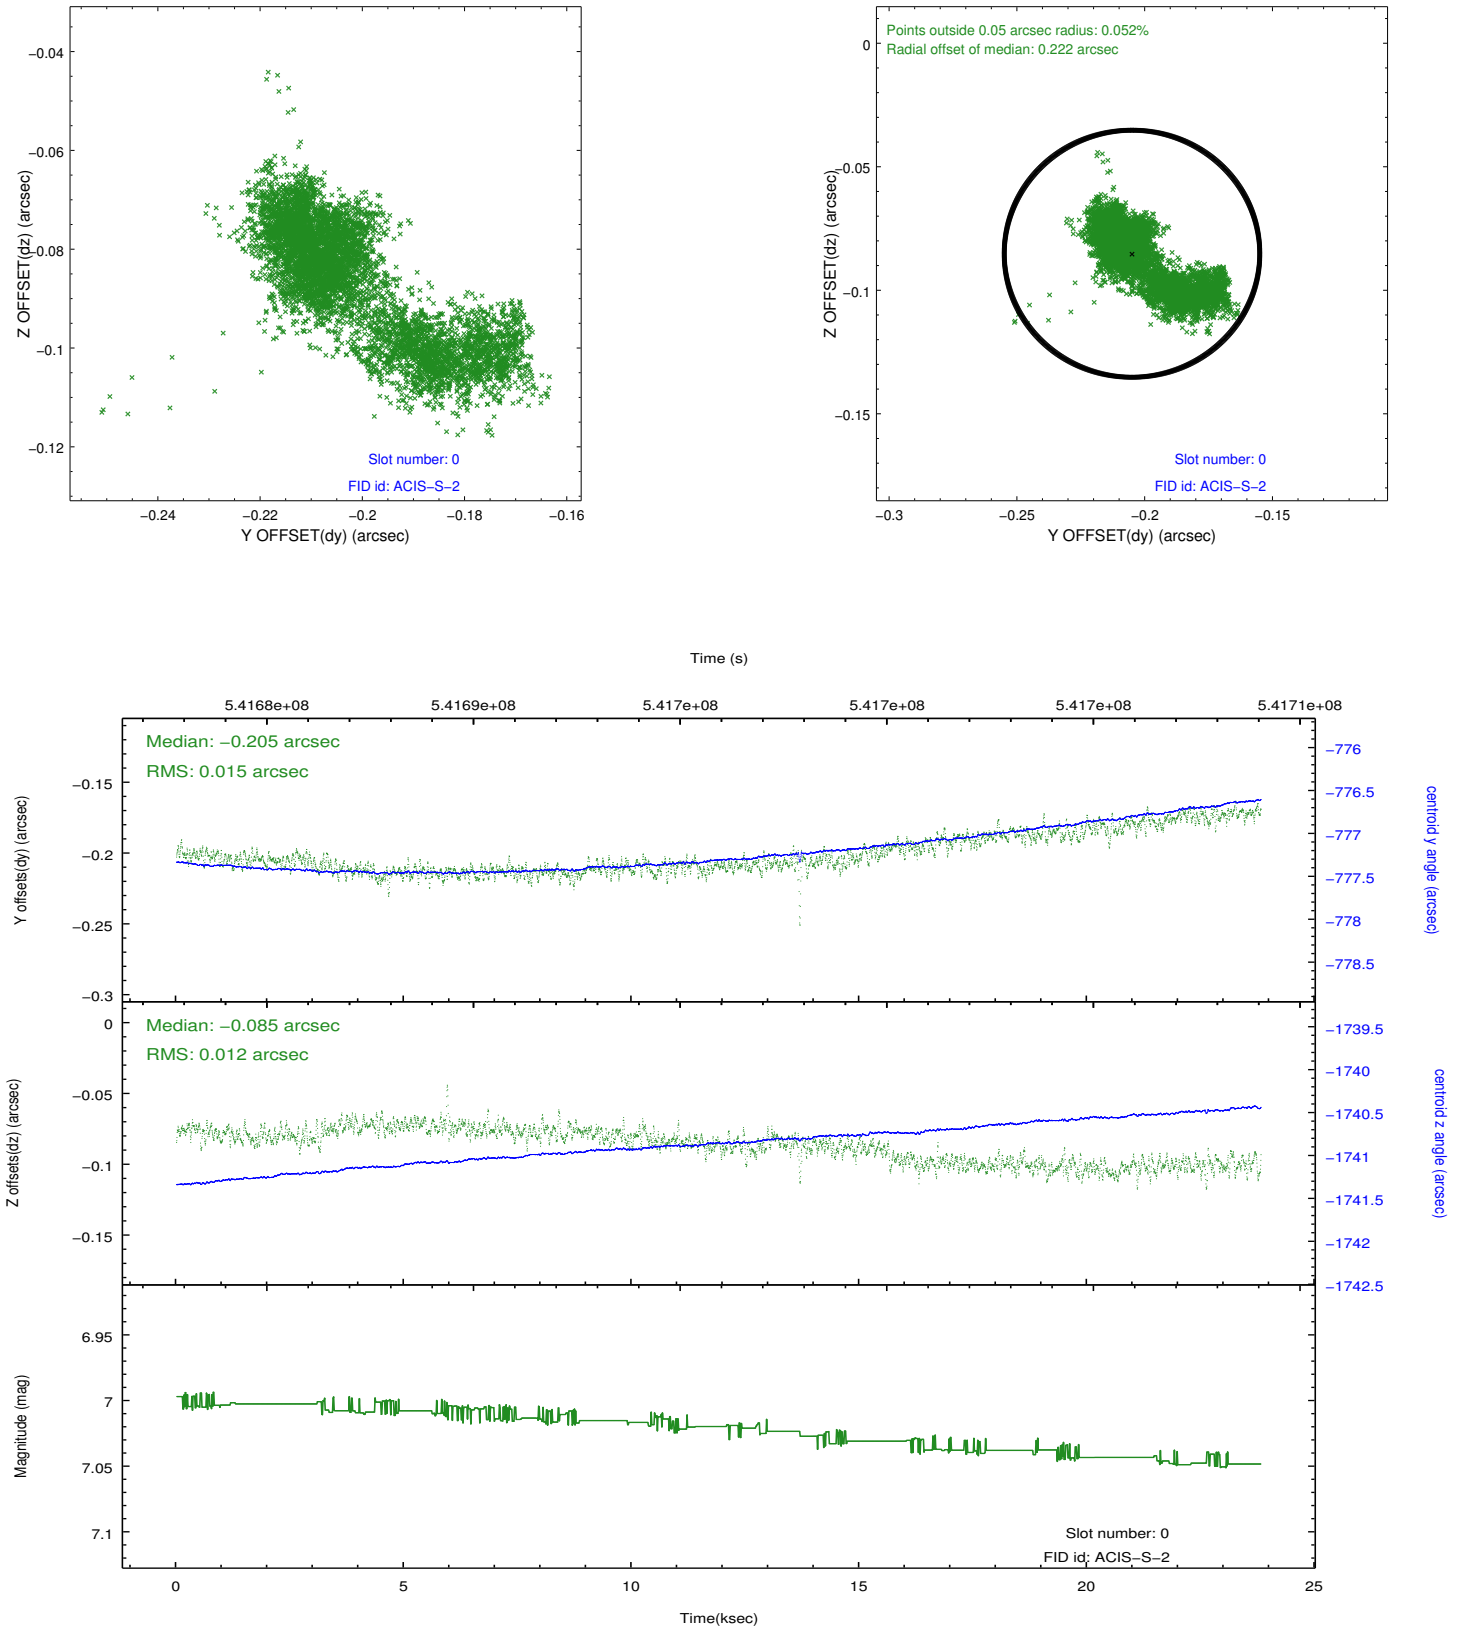 −0.04
−0.06
−0.08
−0.1
−0.12
Z OFFSET(dz) (arcsec)
Slot number: 0
FID id: ACIS−S−2
−0.24 −0.22 −0.2 −0.18 −0.16
Y OFFSET(dy) (arcsec)
Points outside 0.05 arcsec radius: 0.052%
Radial offset of median: 0.222 arcsec
0
−0.05
−0.1
−0.15
Z OFFSET(dz) (arcsec)
Slot number: 0
FID id: ACIS−S−2
−0.3 −0.25 −0.2 −0.15
Y OFFSET(dy) (arcsec)
Time (s)
5.4168e+08 5.4169e+08 5.417e+08 5.417e+08 5.417e+08 5.4171e+08
Median: −0.205 arcsec
RMS: 0.015 arcsec
−0.15
−0.2
−0.25
−0.3
Y offsets(dy) (arcsec)
−776
−776.5
−777
−777.5
−778
−778.5
centroid y angle (arcsec)
Median: −0.085 arcsec
RMS: 0.012 arcsec
0
−0.05
−0.1
−0.15
Z offsets(dz) (arcsec)
−1739.5
−1740
−1740.5
−1741
−1741.5
−1742
−1742.5
centroid z angle (arcsec)
6.95
7
7.05
7.1
Magnitude (mag)
Slot number: 0
FID id: ACIS−S−2
0 5 10 15 20 25
Time(ksec)